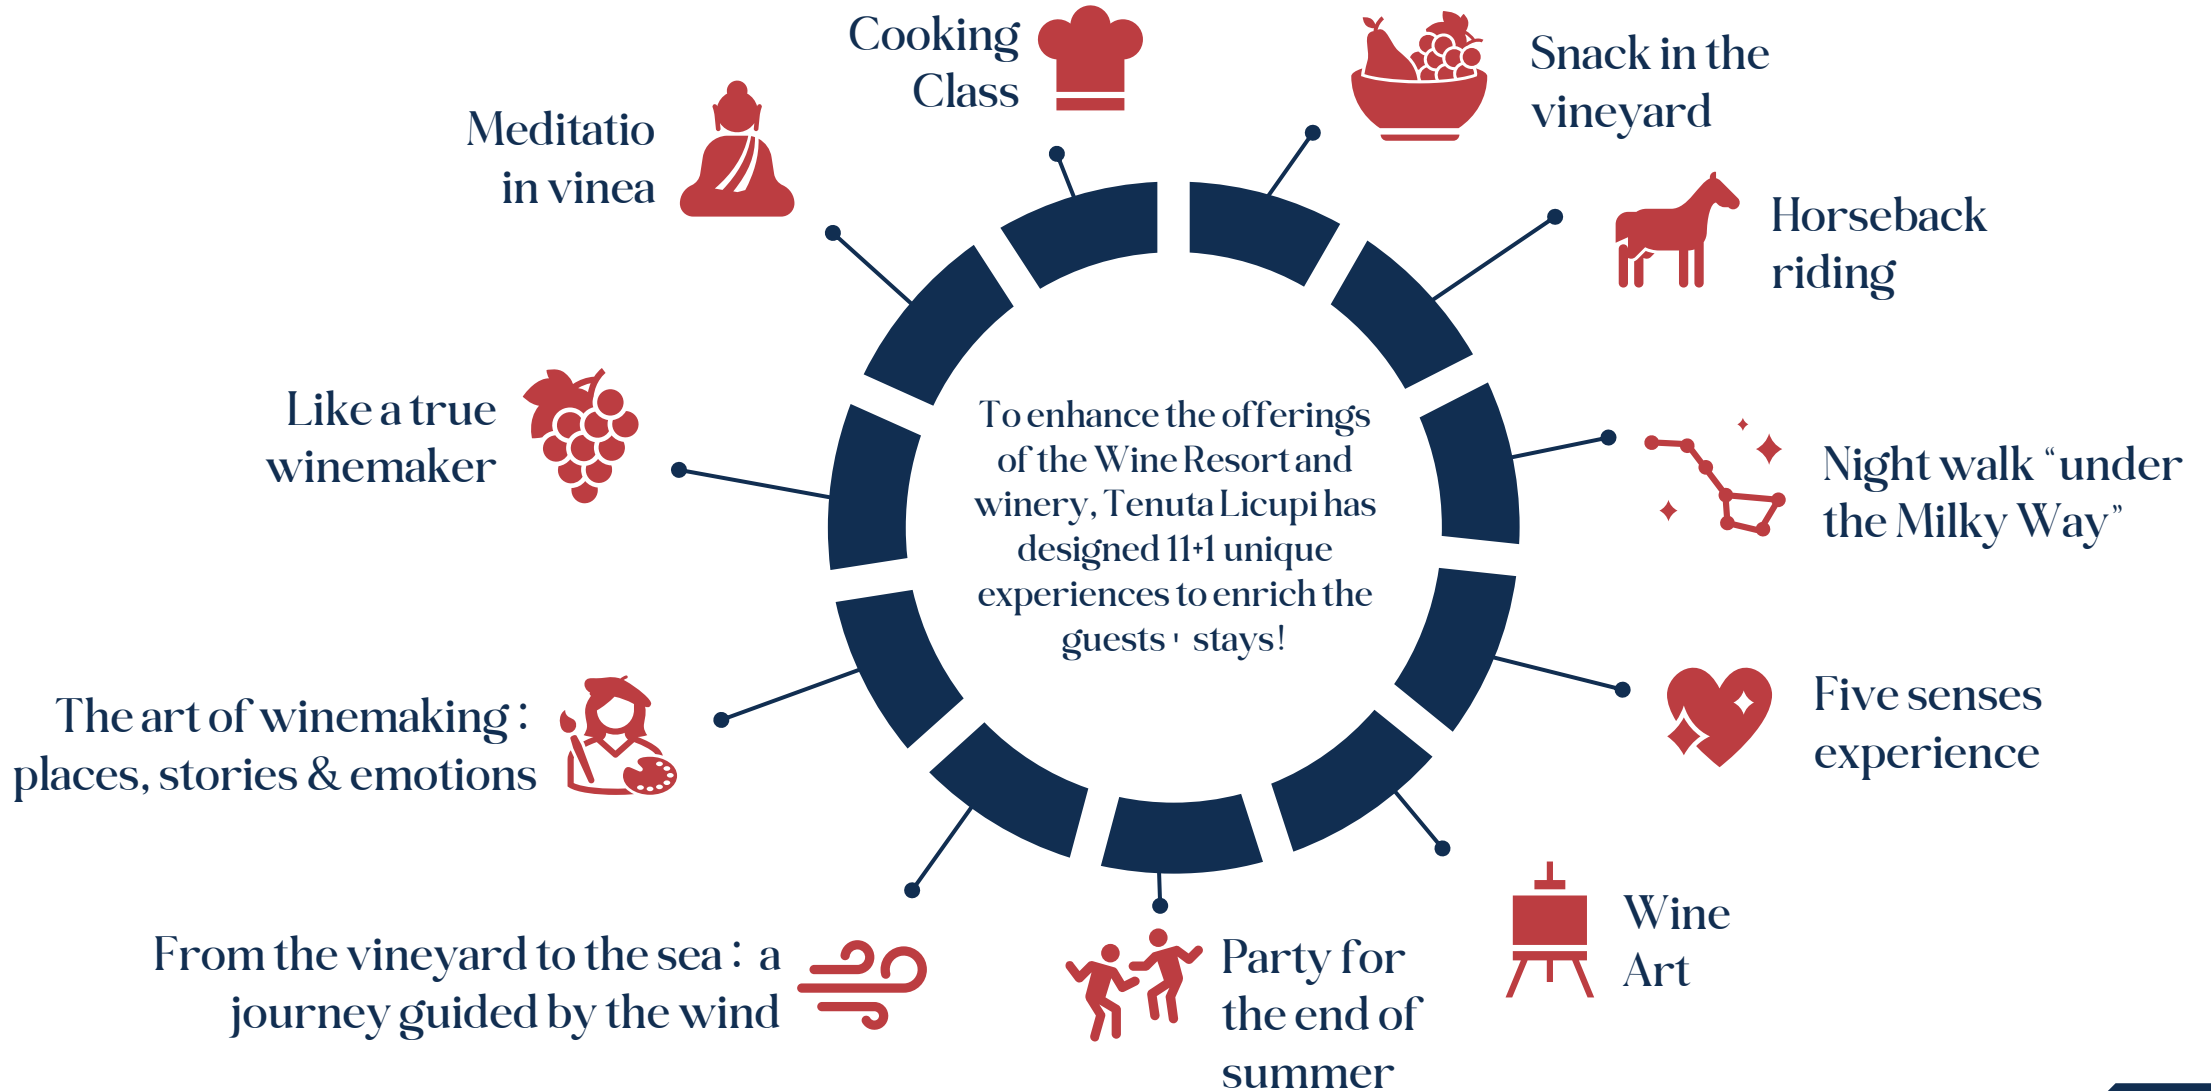 Cooking
Class
Snack in the
vineyard
Meditatio
in vinea
Horseback
riding
Like a true
winemaker
To enhance the offerings
of the Wine Resort and
winery, Tenuta Licupi has
designed 11+1 unique
experiences to enrich the
guests' stays!
Night walk “under
the Milky Way”
The art of winemaking:
places, stories & emotions
Five senses
experience
From the vineyard to the sea: a
journey guided by the wind
Party for
the end of
summer
Wine
Art